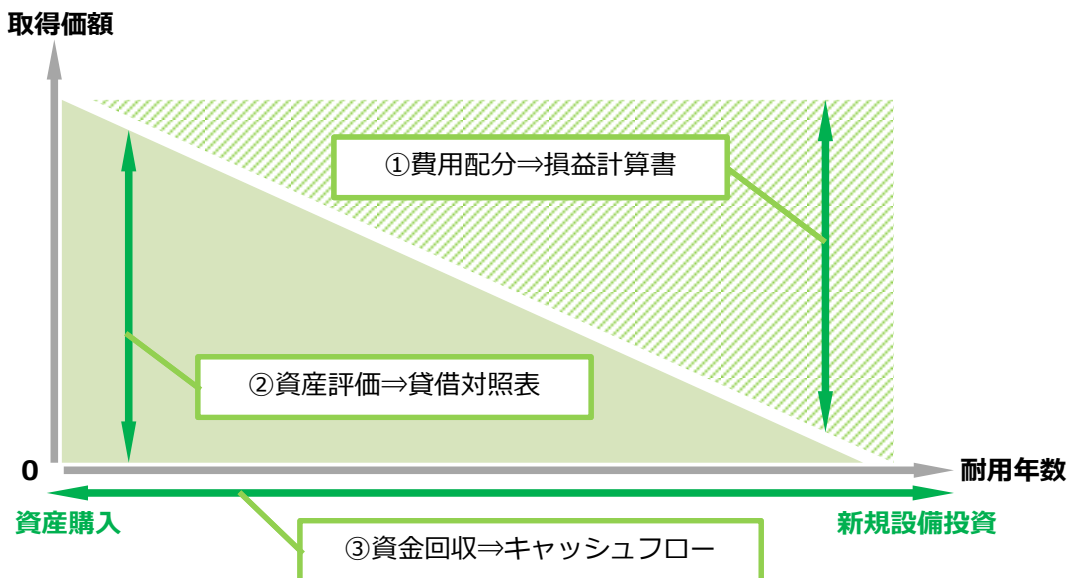 取得価額
①費用配分⇒損益計算書
②資産評価⇒貸借対照表
0
耐用年数
資産購入
新規設備投資
③資金回収⇒キャッシュフロー